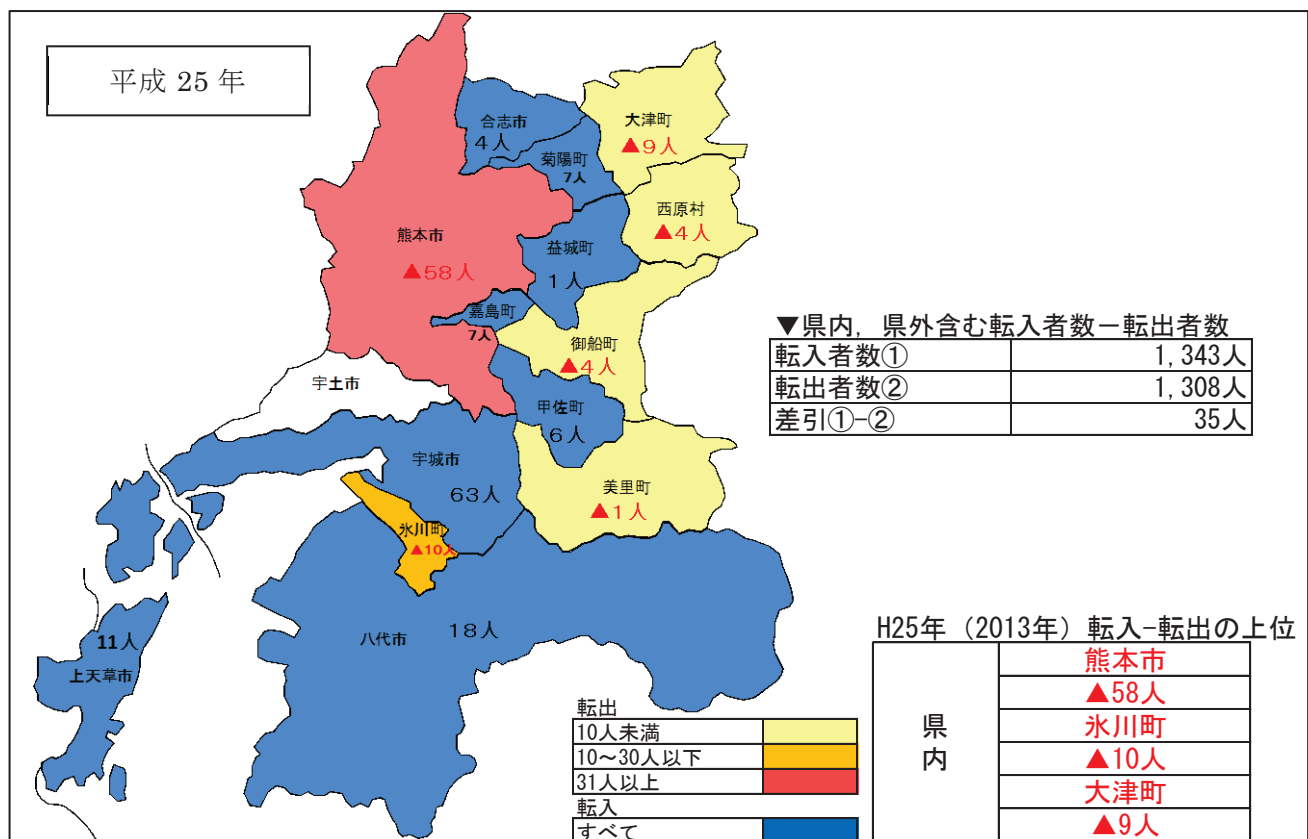 平成 25 年
合志市
4人
大津町
▲9人
菊陽町
7人
西原村
▲4人
熊本市
▲58人
益城町
1人
嘉島町
7人
御船町
▲4人
宇土市
甲佐町
6人
宇城市
63人
美里町
▲1人
氷川町
▲10人
八代市
18人
11人
上天草市
▼県内，県外含む転入者数－転出者数
転入者数① 1,343人
転出者数② 1,308人
差引①-② 35人
転出
10人未満
10～30人以下
31人以上
転入
すべて
H25年（2013年）転入-転出の上位
県内
熊本市
▲58人
氷川町
▲10人
大津町
▲9人